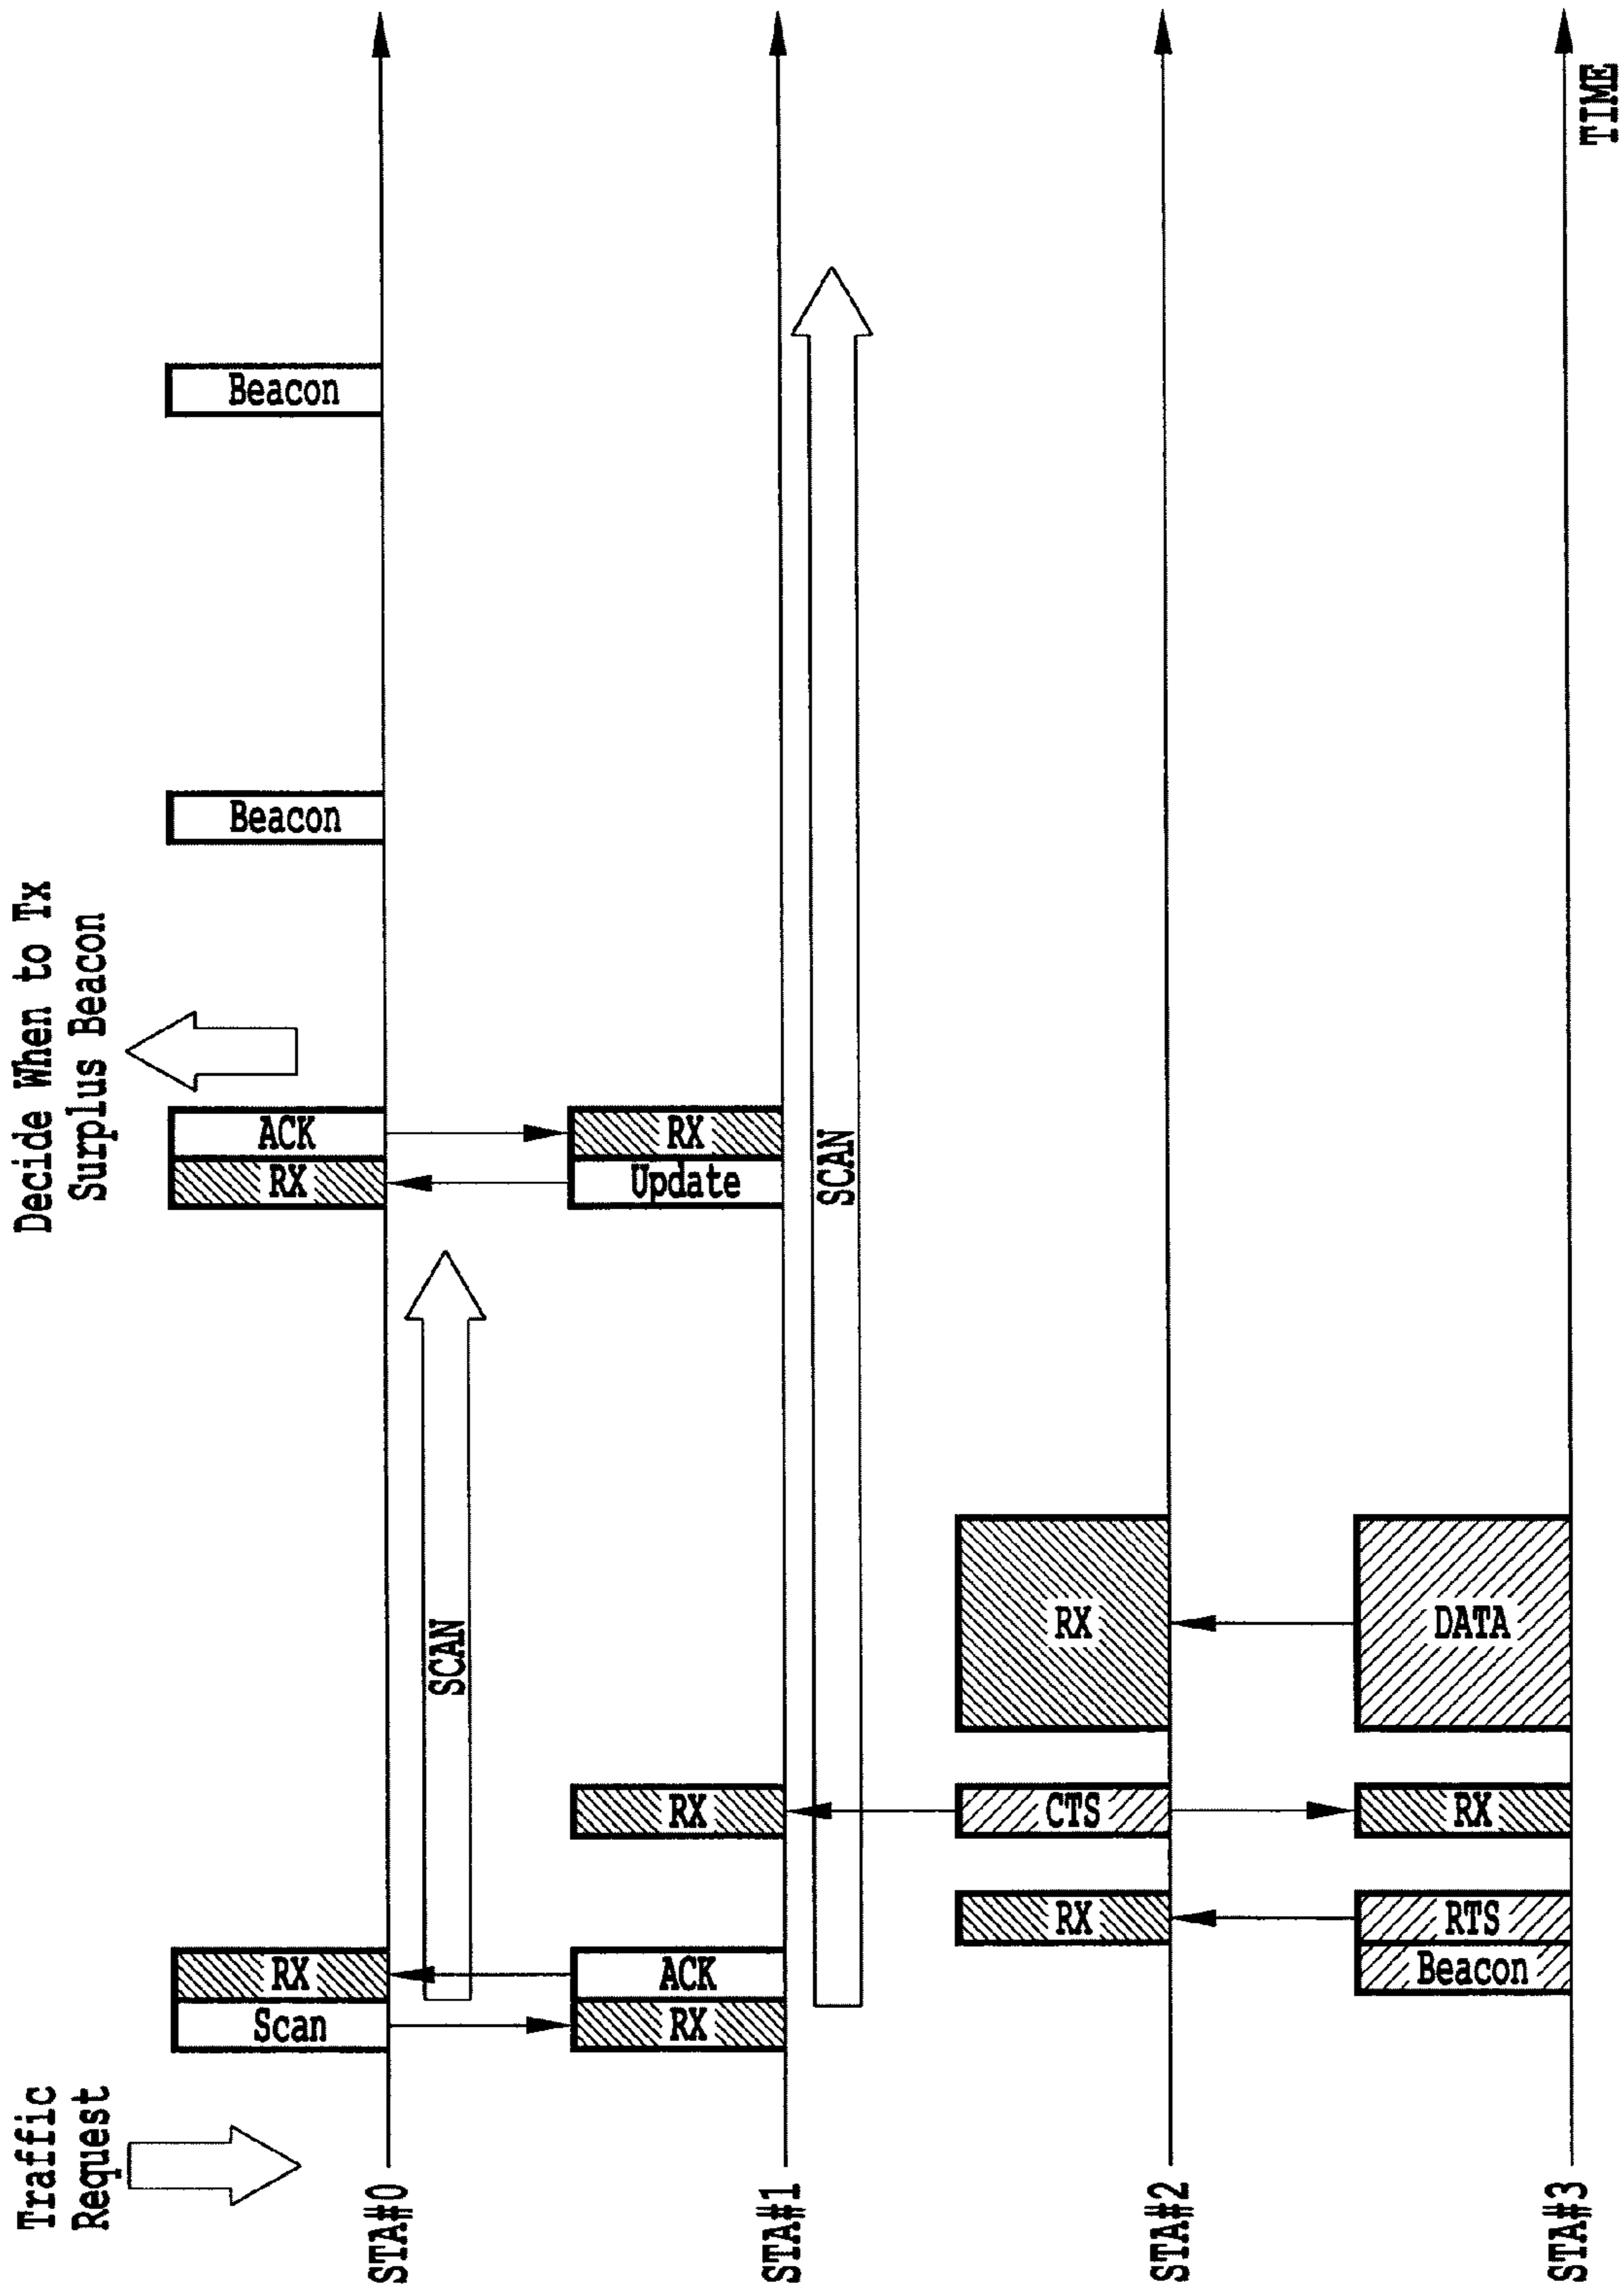 Traffic
Request
Decide When to Tx
Surplus Beacon
STA#0
Scan
RX
SCAN
RX
ACK
Beacon
Beacon
STA#1
RX
ACK
RX
Update
RX
SCAN
STA#2
RX
CTS
RX
STA#3
Beacon
RTS
RX
DATA
TIME